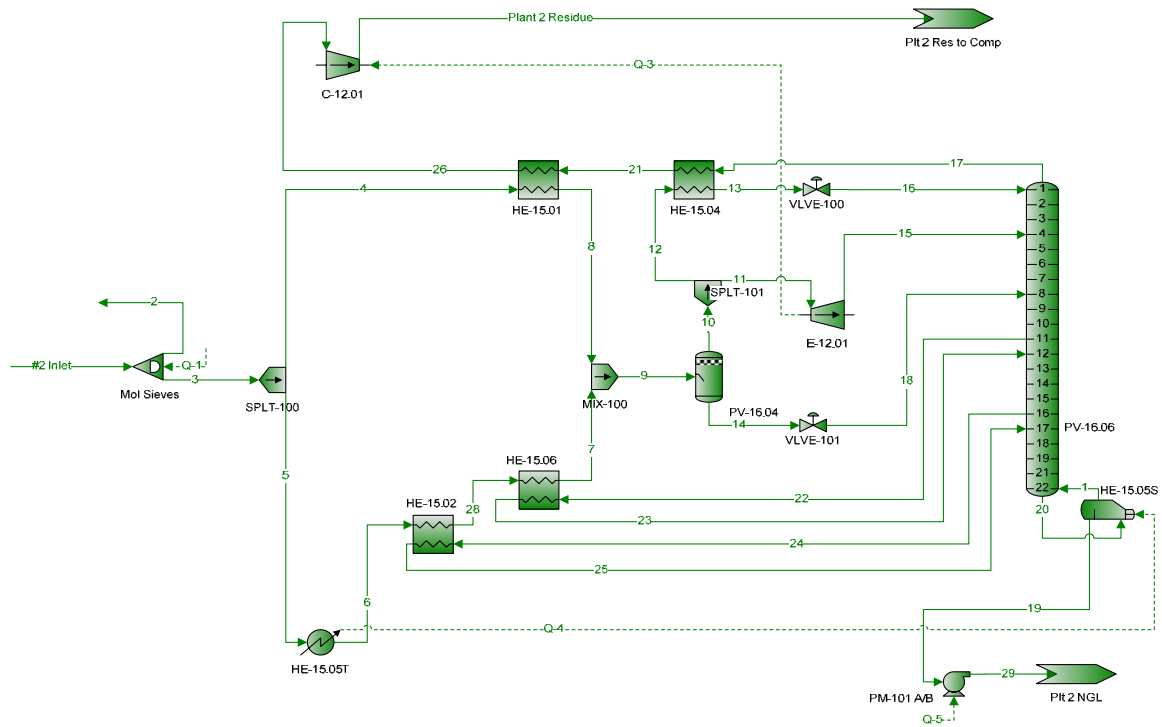 Plant 2 Residue
Plt 2 Res to Comp
C-12.01
Q-3
17
26
21
4
13
16
HE-15.01
HE-15.04
VLVE-100
1
2
3
4
5
6
7
8
9
10
11
12
13
14
15
16
17
18
19
21
22
PV-16.06
15
8
12
11
SPLT-101
2
10
E-12.01
#2 Inlet
Q-1
3
Mol Sieves
SPLT-100
9
MIX-100
18
PV-16.04
14
VLVE-101
7
5
HE-15.06
HE-15.02
28
22
23
24
25
1
HE-15.05S
20
6
19
Q-4
HE-15.05T
PM-101 A/B
29
Plt 2 NGL
Q-5